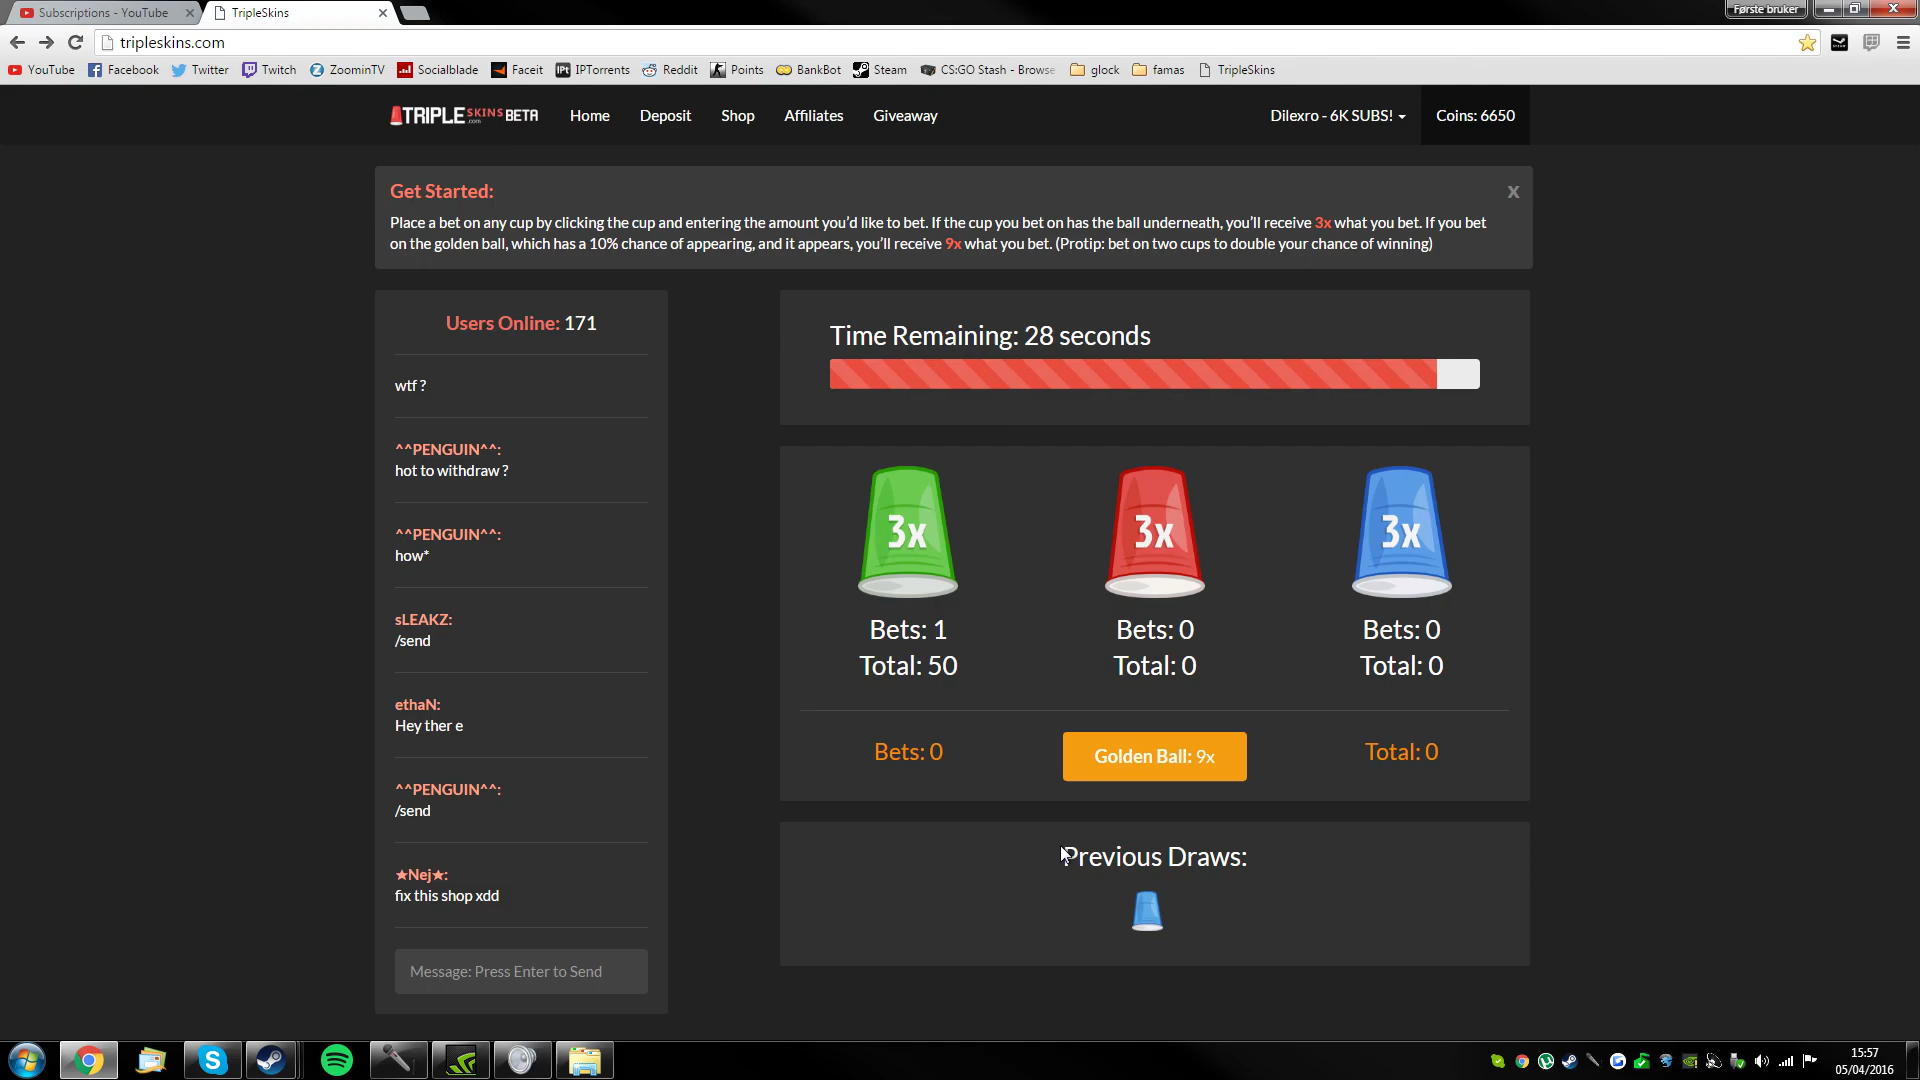 Subscriptions - YouTube
TripleSkins
Første bruker
tripleskins.com
YouTube
Facebook
Twitter
Twitch
ZoominTV
Socialblade
Faceit
IPTorrents
Reddit
Points
BankBot
Steam
CS:GO Stash - Browse
glock
famas
TripleSkins
TRIPLE SKINS .com BETA
Home
Deposit
Shop
Affiliates
Giveaway
Dilexro - 6K SUBS!
Coins: 6650
Get Started:
x
Place a bet on any cup by clicking the cup and entering the amount you'd like to bet. If the cup you bet on has the ball underneath, you'll receive 3x what you bet. If you bet
on the golden ball, which has a 10% chance of appearing, and it appears, you'll receive 9x what you bet. (Protip: bet on two cups to double your chance of winning)
Users Online: 171
wtf ?
^^PENGUIN^^:
hot to withdraw ?
^^PENGUIN^^:
how*
sLEAKZ:
/send
ethaN:
Hey ther e
^^PENGUIN^^:
/send
★Nej★:
fix this shop xdd
Message: Press Enter to Send
Time Remaining: 28 seconds
3x
3x
3x
Bets: 1
Bets: 0
Bets: 0
Total: 50
Total: 0
Total: 0
Bets: 0
Golden Ball: 9x
Total: 0
Previous Draws:
15:57
05/04/2016